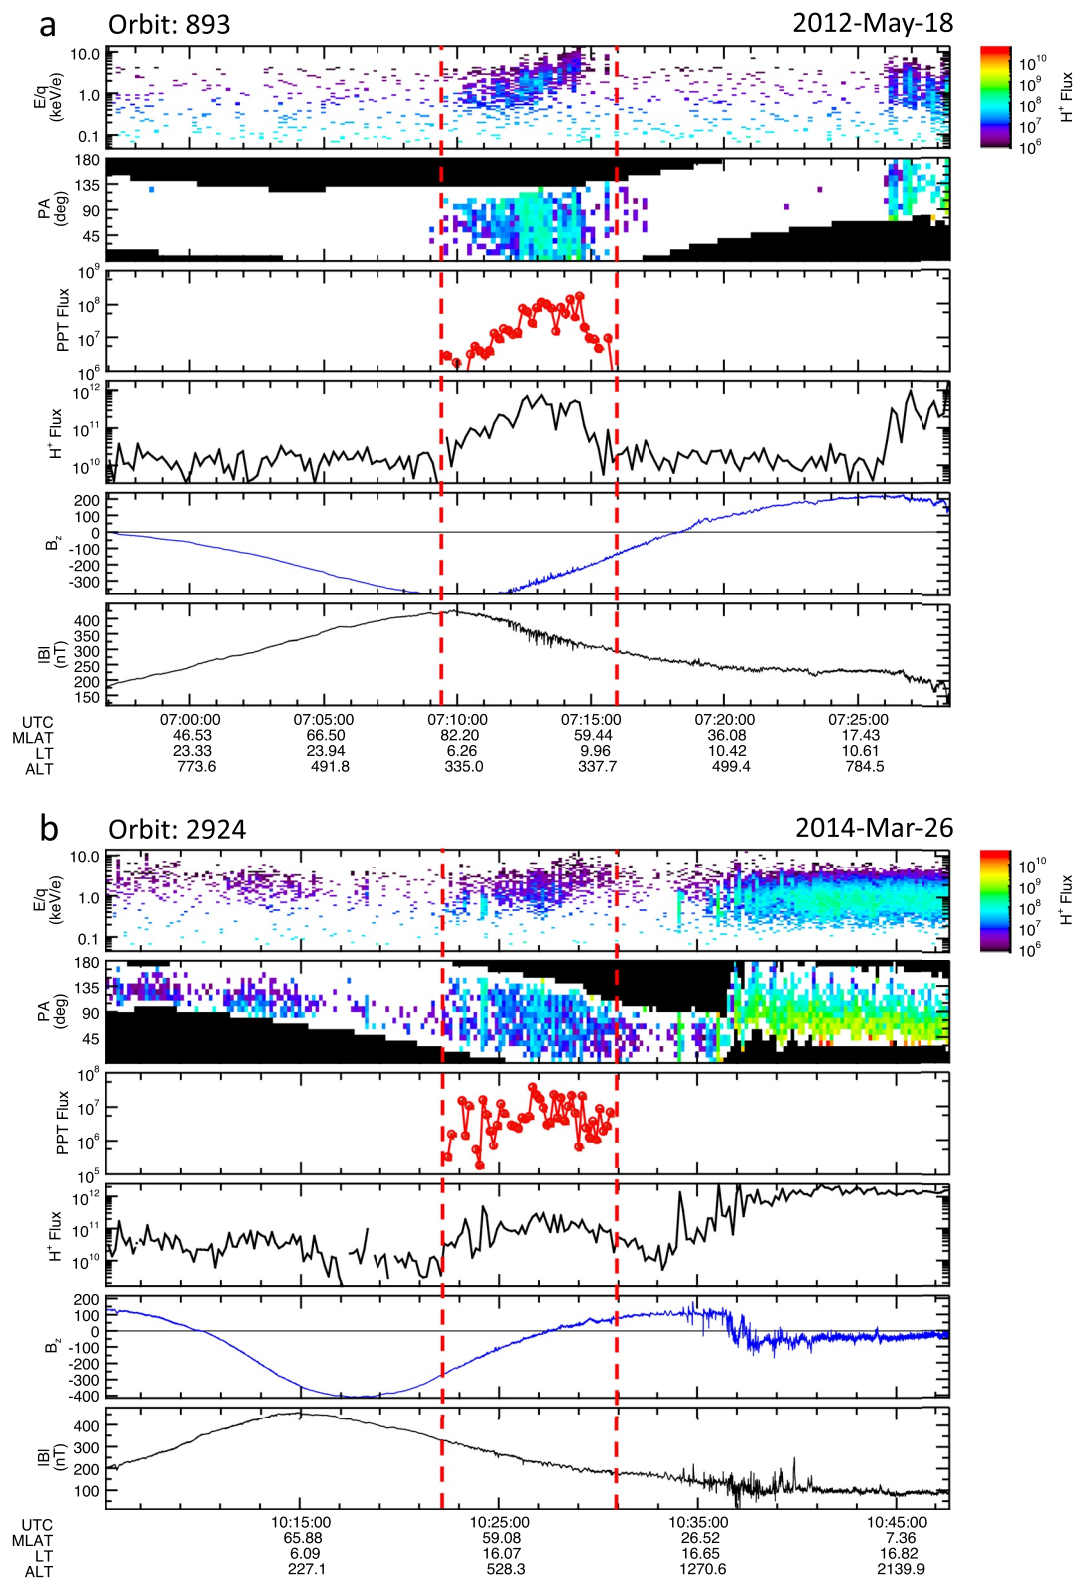 a Orbit: 893 2012-May-18
10.0
1.0
0.1
E/q
(keV/e)
10^10
10^9
10^8
10^7
10^6
H+ Flux
180
135
90
45
PA
(deg)
10^9
10^8
10^7
10^6
PPT Flux
10^12
10^11
10^10
H+ Flux
200
100
0
-100
-200
-300
Bz
400
350
300
250
200
150
IBI
(nT)
UTC 07:00:00 07:05:00 07:10:00 07:15:00 07:20:00 07:25:00
MLAT 46.53 66.50 82.20 59.44 36.08 17.43
LT 23.33 23.94 6.26 9.96 10.42 10.61
ALT 773.6 491.8 335.0 337.7 499.4 784.5
b Orbit: 2924 2014-Mar-26
10.0
1.0
0.1
E/q
(keV/e)
10^10
10^9
10^8
10^7
10^6
H+ Flux
180
135
90
45
PA
(deg)
10^8
10^7
10^6
10^5
PPT Flux
10^12
10^11
10^10
H+ Flux
200
100
0
-100
-200
-300
-400
Bz
400
300
200
100
IBI
(nT)
UTC 10:15:00 10:25:00 10:35:00 10:45:00
MLAT 65.88 59.08 26.52 7.36
LT 6.09 16.07 16.65 16.82
ALT 227.1 528.3 1270.6 2139.9